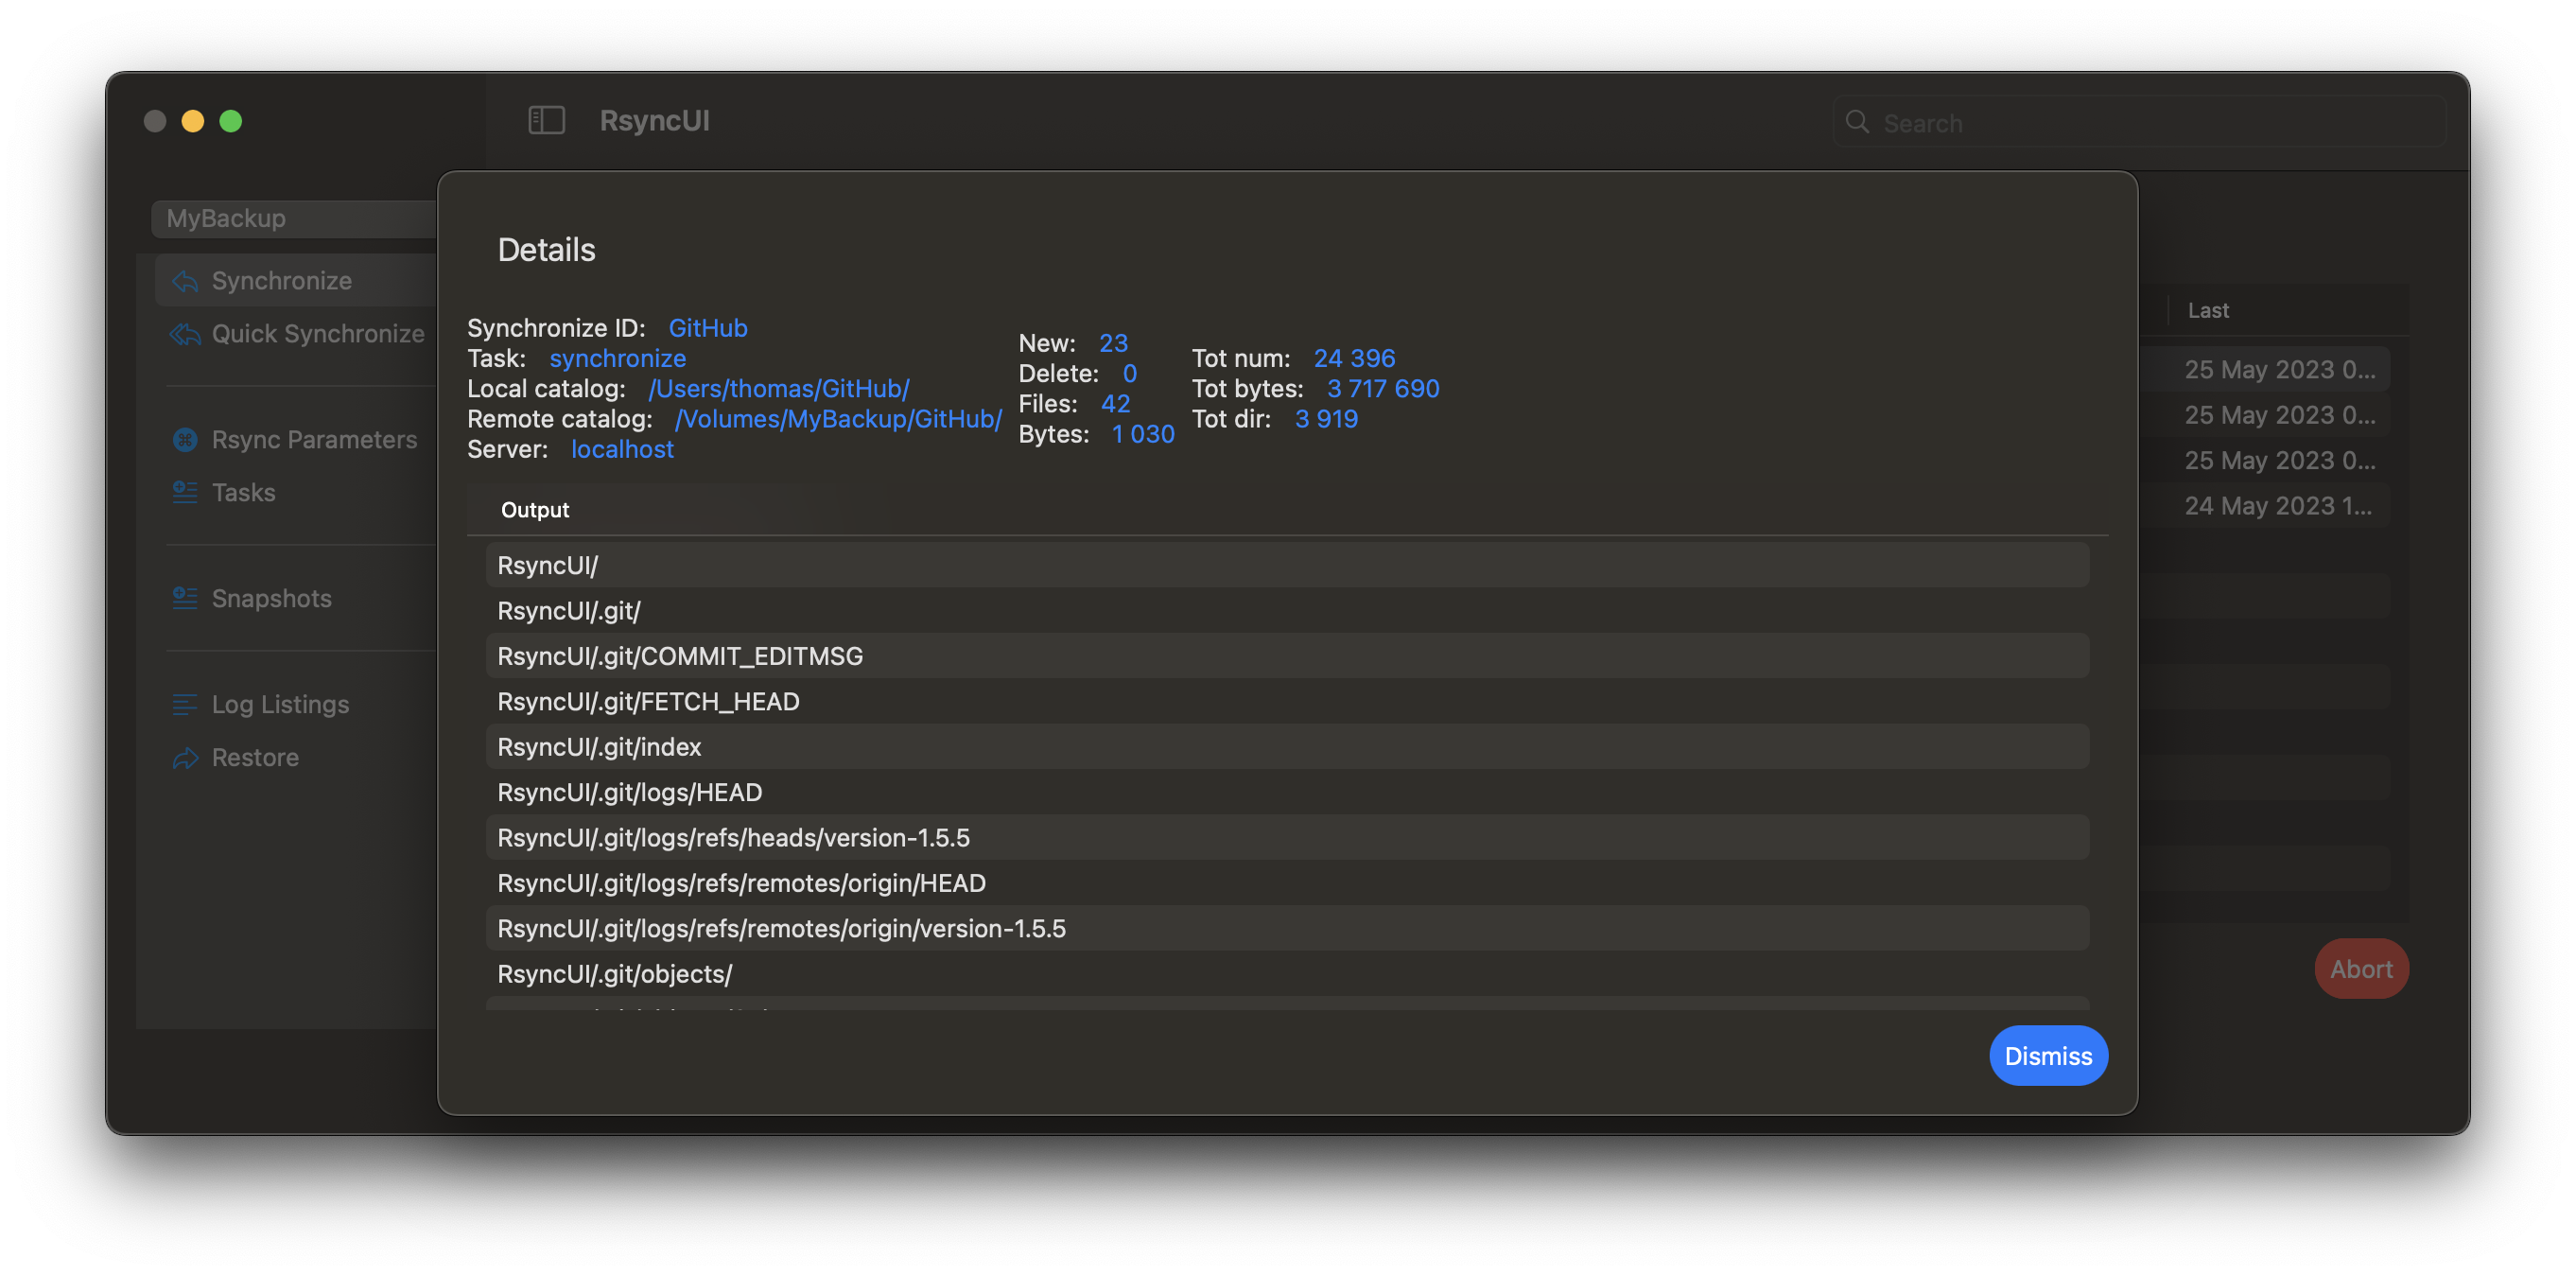 RsyncUI
Search
MyBackup
Synchronize
Quick Synchronize
Rsync Parameters
Tasks
Snapshots
Log Listings
Restore
Details
Synchronize ID: GitHub
Task: synchronize
Local catalog: /Users/thomas/GitHub/
Remote catalog: /Volumes/MyBackup/GitHub/
Server: localhost
New: 23
Delete: 0
Files: 42
Bytes: 1 030
Tot num: 24 396
Tot bytes: 3 717 690
Tot dir: 3 919
Output
RsyncUI/
RsyncUI/.git/
RsyncUI/.git/COMMIT_EDITMSG
RsyncUI/.git/FETCH_HEAD
RsyncUI/.git/index
RsyncUI/.git/logs/HEAD
RsyncUI/.git/logs/refs/heads/version-1.5.5
RsyncUI/.git/logs/refs/remotes/origin/HEAD
RsyncUI/.git/logs/refs/remotes/origin/version-1.5.5
RsyncUI/.git/objects/
Dismiss
Last
25 May 2023 0...
25 May 2023 0...
25 May 2023 0...
24 May 2023 1...
Abort